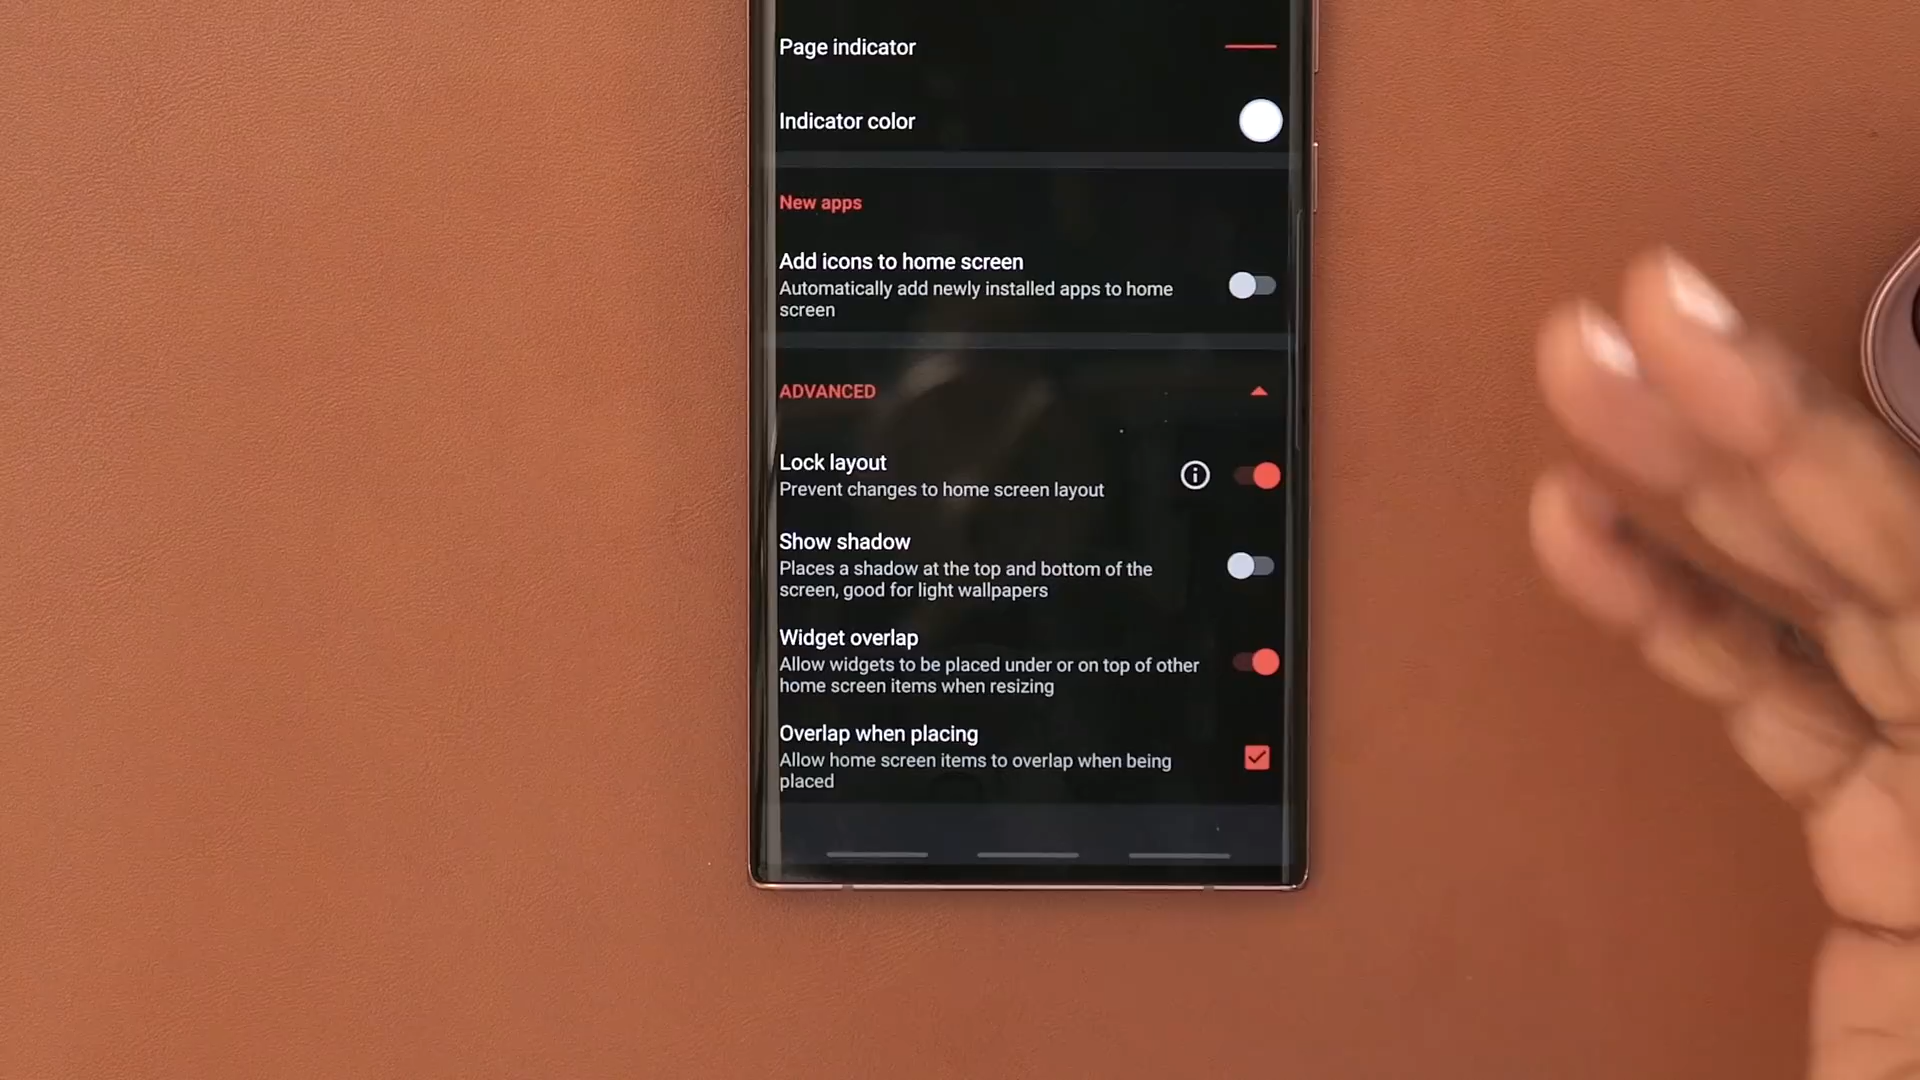 Page indicator
Indicator color
New apps
Add icons to home screen
Automatically add newly installed apps to home
screen
ADVANCED
Lock layout
Prevent changes to home screen layout
Show shadow
Places a shadow at the top and bottom of the
screen, good for light wallpapers
Widget overlap
Allow widgets to be placed under or on top of other
home screen items when resizing
Overlap when placing
Allow home screen items to overlap when being
placed